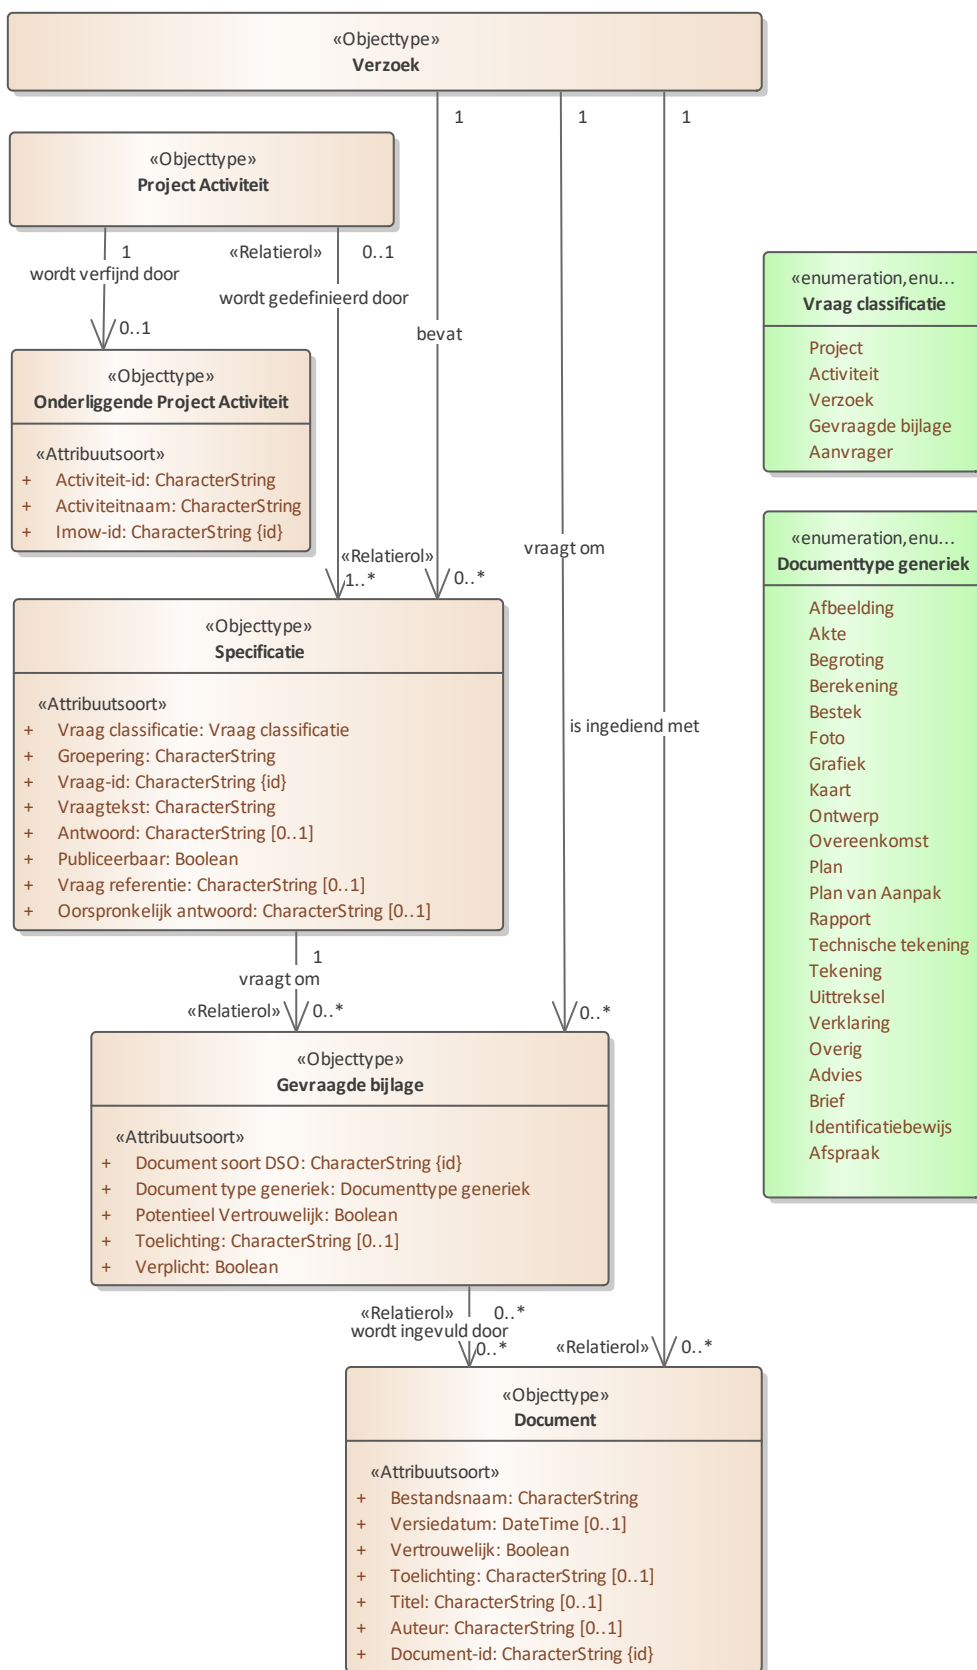 «Objecttype»
Verzoek
1
1
1
«Objecttype»
Project Activiteit
1
wordt verfijnd door
0..1
«Relatierol»
0..1
wordt gedefinieerd door
bevat
«Objecttype»
Onderliggende Project Activiteit
«Attribuutsoort»
+ Activiteit-id: CharacterString
+ Activiteitnaam: CharacterString
+ Imow-id: CharacterString {id}
«Relatierol»
1..*
0..*
vraagt om
is ingediend met
«Objecttype»
Specificatie
«Attribuutsoort»
+ Vraag classificatie: Vraag classificatie
+ Groepering: CharacterString
+ Vraag-id: CharacterString {id}
+ Vraagtekst: CharacterString
+ Antwoord: CharacterString [0..1]
+ Publiceerbaar: Boolean
+ Vraag referentie: CharacterString [0..1]
+ Oorspronkelijk antwoord: CharacterString [0..1]
1
vraagt om
«Relatierol»
0..*
0..*
«Objecttype»
Gevraagde bijlage
«Attribuutsoort»
+ Document soort DSO: CharacterString {id}
+ Document type generiek: Documenttype generiek
+ Potentieel Vertrouwelijk: Boolean
+ Toelichting: CharacterString [0..1]
+ Verplicht: Boolean
«Relatierol»
0..*
wordt ingevuld door
0..*
«Relatierol»
0..*
«Objecttype»
Document
«Attribuutsoort»
+ Bestandsnaam: CharacterString
+ Versiedatum: DateTime [0..1]
+ Vertrouwelijk: Boolean
+ Toelichting: CharacterString [0..1]
+ Titel: CharacterString [0..1]
+ Auteur: CharacterString [0..1]
+ Document-id: CharacterString {id}
«enumeration,enu...
Vraag classificatie
Project
Activiteit
Verzoek
Gevraagde bijlage
Aanvrager
«enumeration,enu...
Documenttype generiek
Afbeelding
Akte
Begroting
Berekening
Bestek
Foto
Grafiek
Kaart
Ontwerp
Overeenkomst
Plan
Plan van Aanpak
Rapport
Technische tekening
Tekening
Uittreksel
Verklaring
Overig
Advies
Brief
Identificatiebewijs
Afspraak